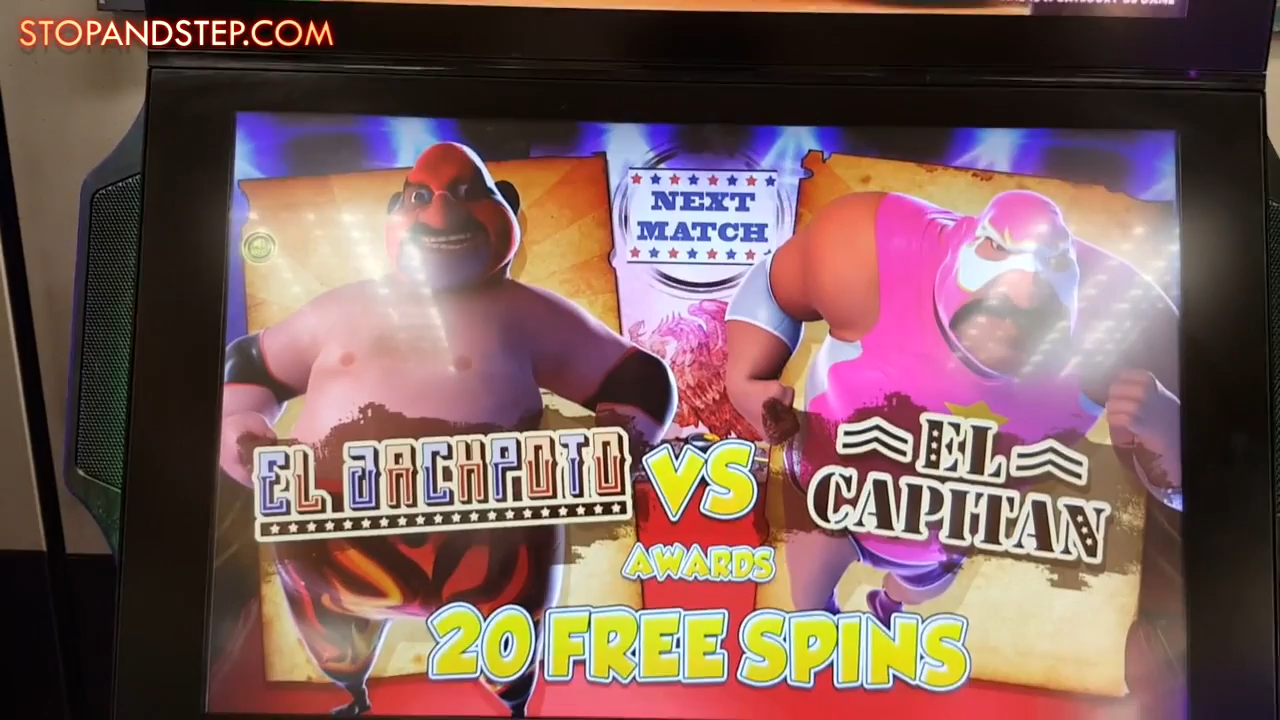 STOPANDSTEP.COM
NEXT
MATCH
EL JACKPOTO
VS
EL
CAPITAN
AWARDS
20 FREE SPINS